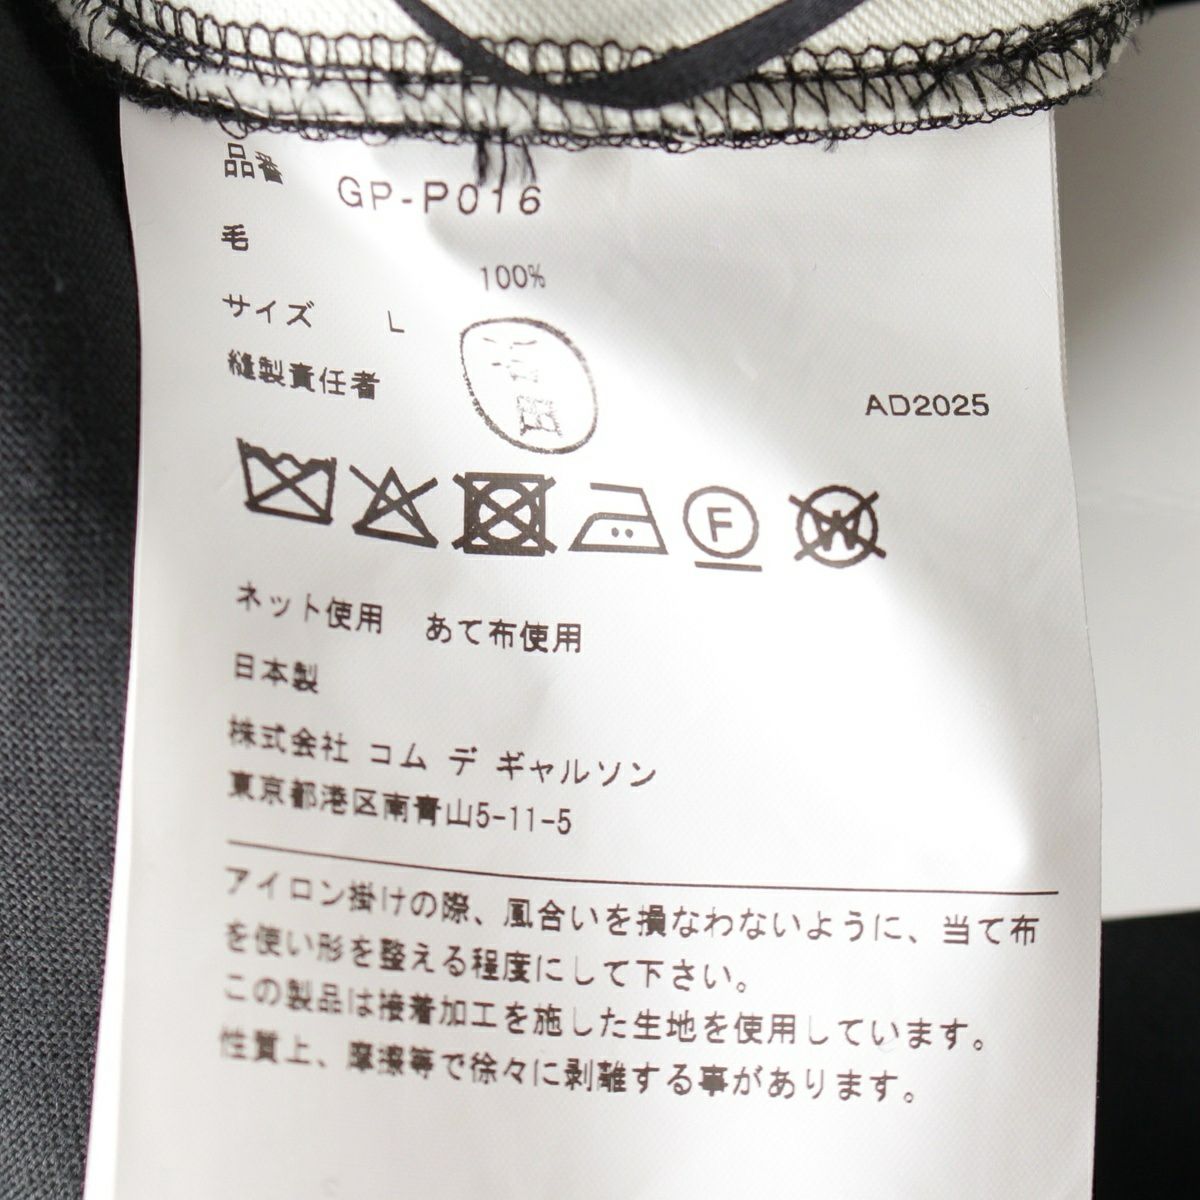 品番 GP-P016
毛 100%
サイズ L
縫製責任者
AD2025
F
W
ネット使用 あて布使用
日本製
株式会社 コム デ ギャルソン
東京都港区南青山5-11-5
アイロン掛けの際、風合いを損なわないように、当て布
を使い形を整える程度にして下さい。
この製品は接着加工を施した生地を使用しています。
性質上、摩擦等で徐々に剥離する事があります。